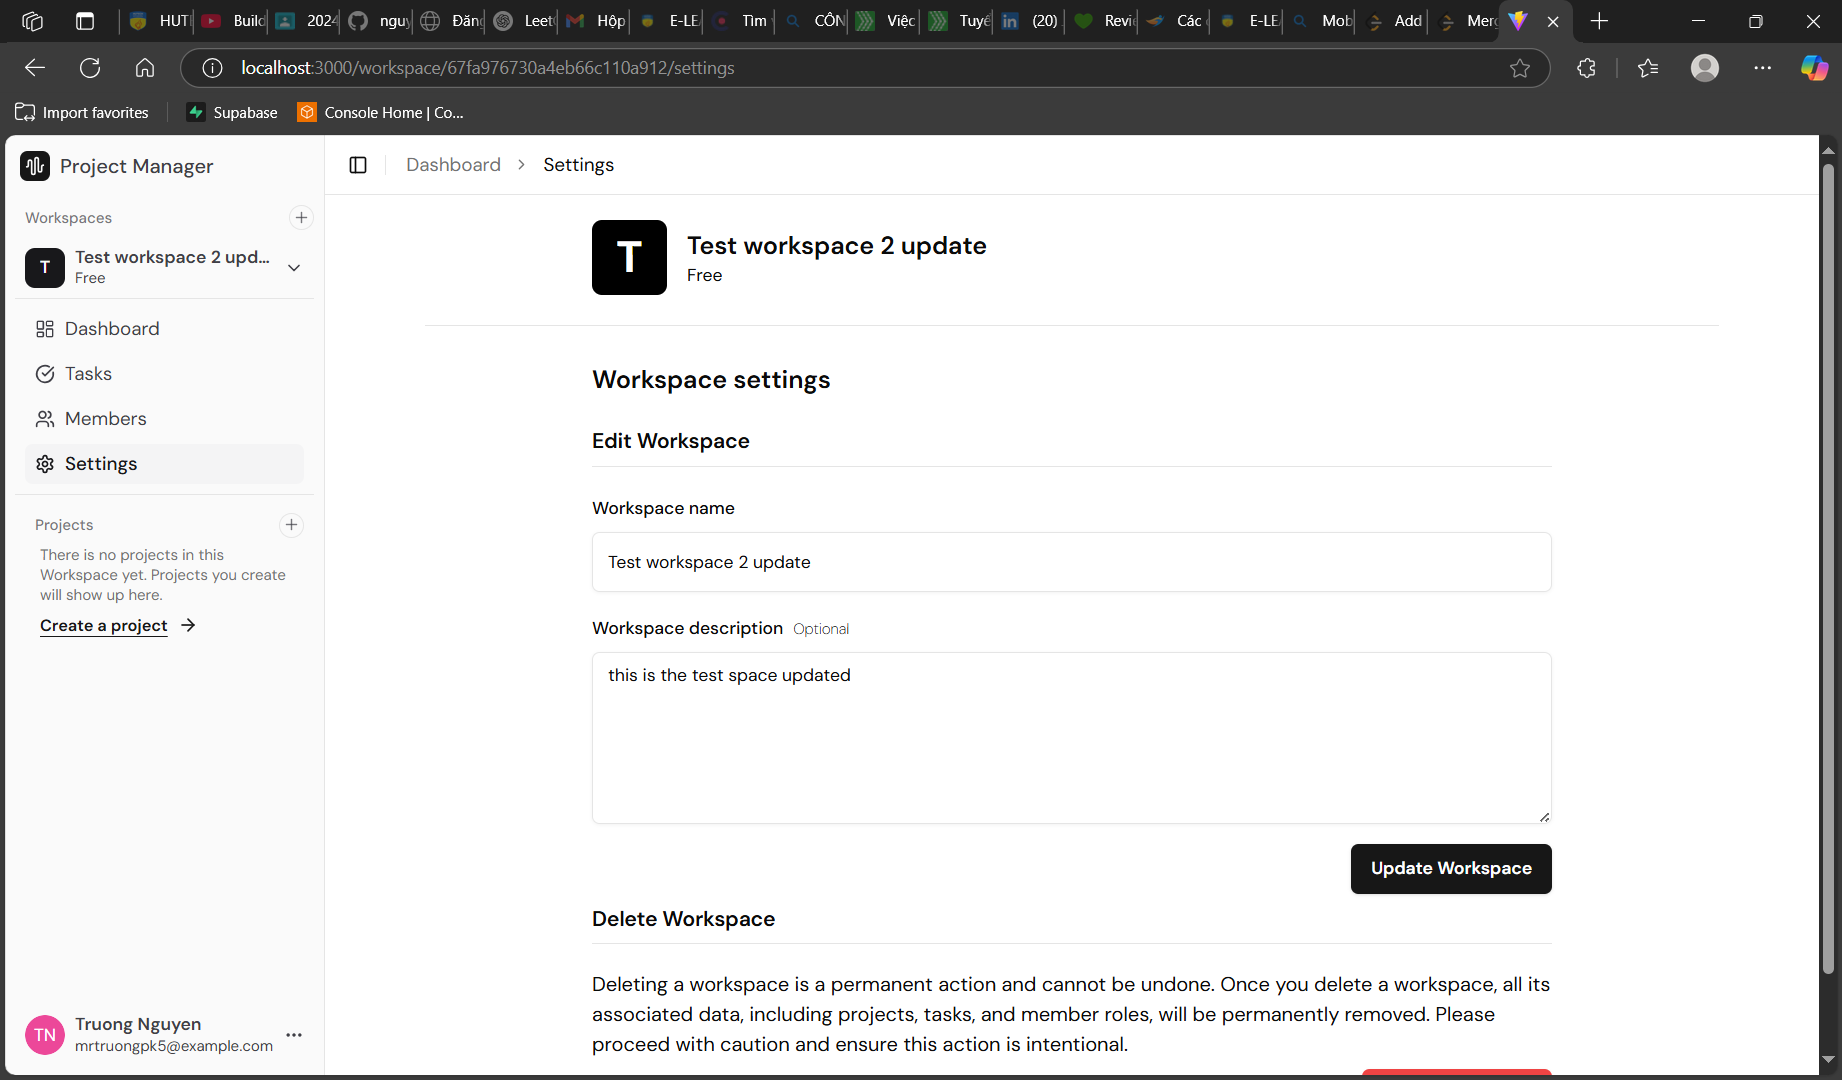 HUT
Build
2024
ngu
Đăn
Leet
Hộp
E-LE
Tìm
CÔN
Việc
Tuyể
(20)
Revi
Các
E-LE
Mob
Add
Mer
localhost:3000/workspace/67fa976730a4eb66c110a912/settings
Import favorites
Supabase
Console Home | Co...
Project Manager
Dashboard > Settings
Workspaces
T
Test workspace 2 upd...
Free
Dashboard
Tasks
Members
Settings
Projects
There is no projects in this
Workspace yet. Projects you create
will show up here.
Create a project
TN
Truong Nguyen
mrtruongpk5@example.com
T
Test workspace 2 update
Free
Workspace settings
Edit Workspace
Workspace name
Test workspace 2 update
Workspace description Optional
this is the test space updated
Update Workspace
Delete Workspace
Deleting a workspace is a permanent action and cannot be undone. Once you delete a workspace, all its
associated data, including projects, tasks, and member roles, will be permanently removed. Please
proceed with caution and ensure this action is intentional.